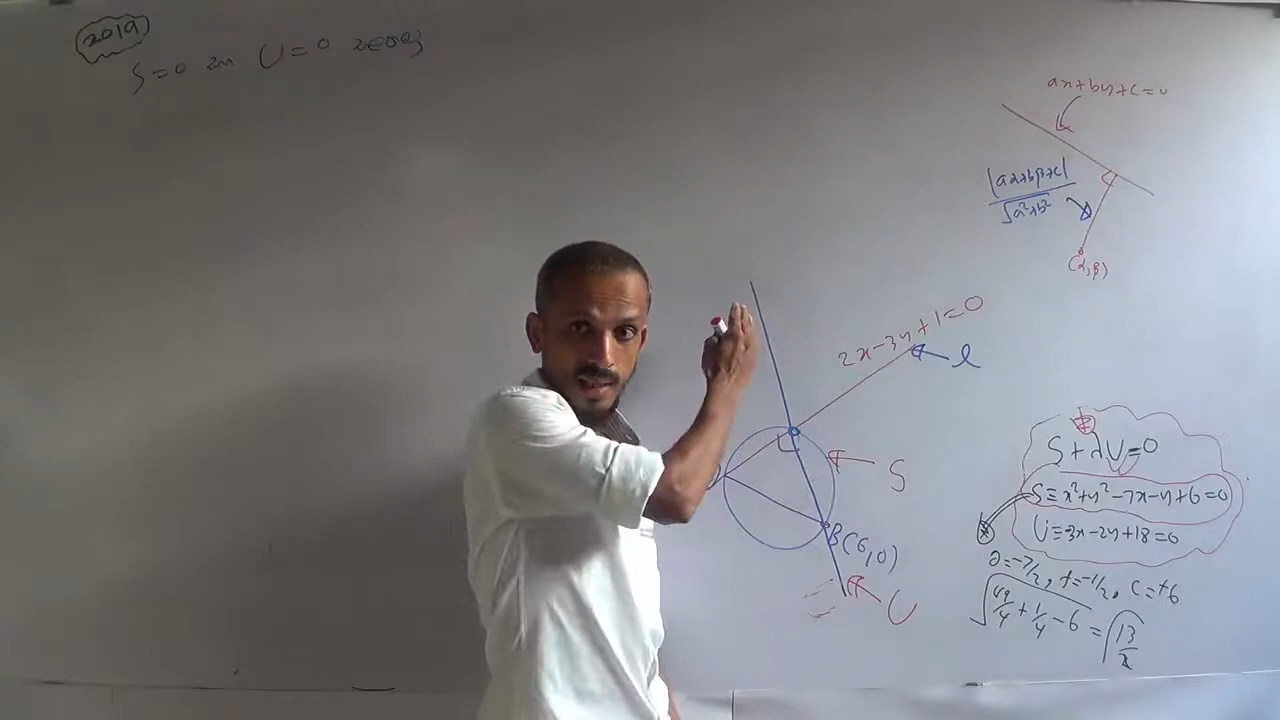 2019
S=0 වන U=0
ax+by+c=0
|aα+bβ+c|
√a²+b²
(α,β)
2x-3y+1=0
l
S
B(6,0)
U
S+λU=0
S≡x²+y²-7x-y+6=0
U≡-3x-2y+18=0
g=-7/2, f=-1/2, c=+6
√49/4+1/4-6 = √13/2